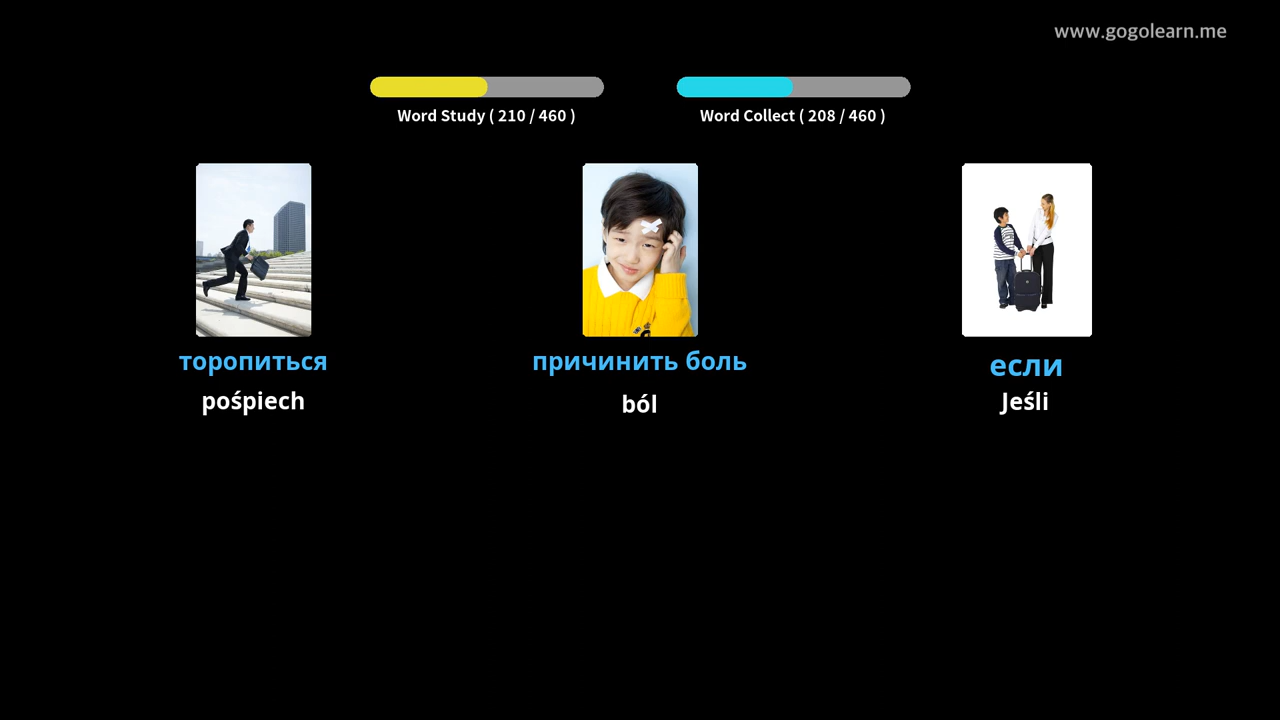 www.gogolearn.me
Word Study ( 210 / 460 )
Word Collect ( 208 / 460 )
торопиться
причинить боль
если
pośpiech
ból
Jeśli